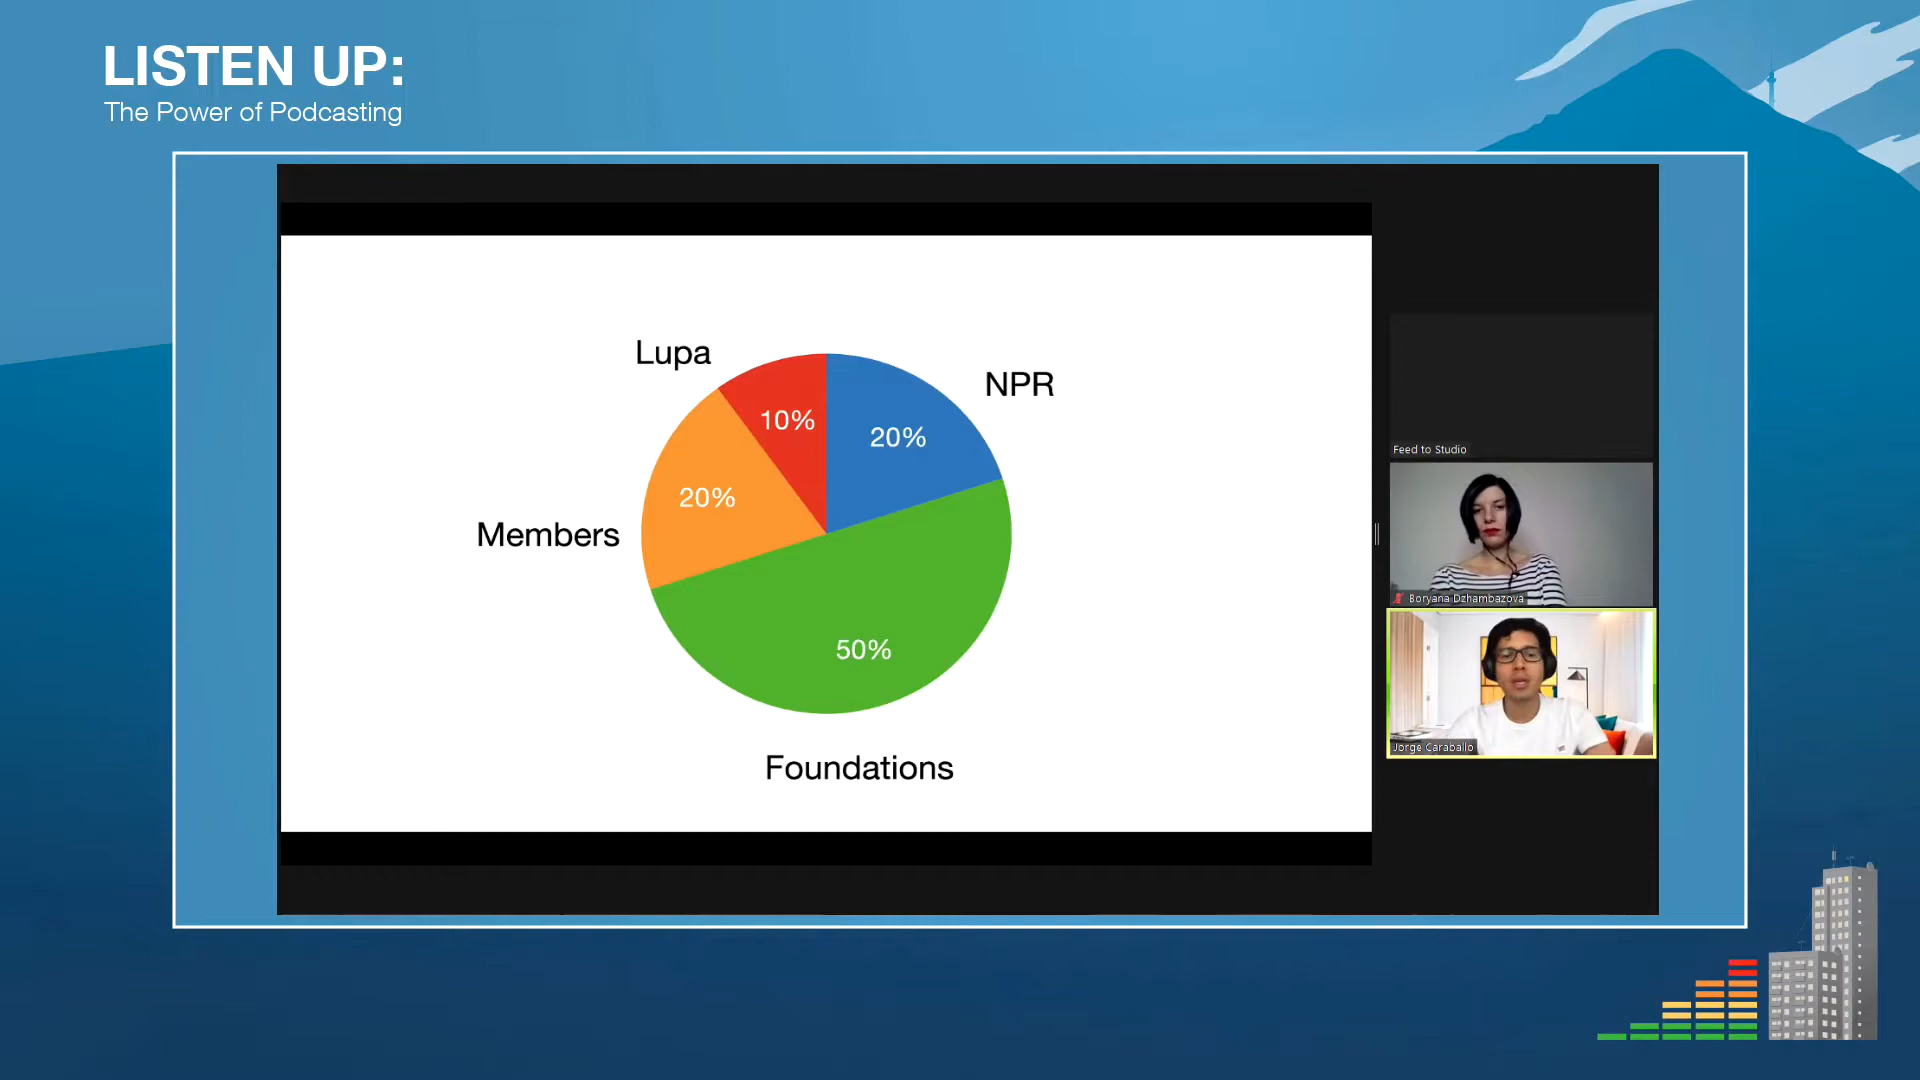 LISTEN UP:
The Power of Podcasting
Lupa
NPR
10%
20%
20%
Members
50%
Foundations
Feed to Studio
Boryana Dzhambazova
Jorge Caraballo